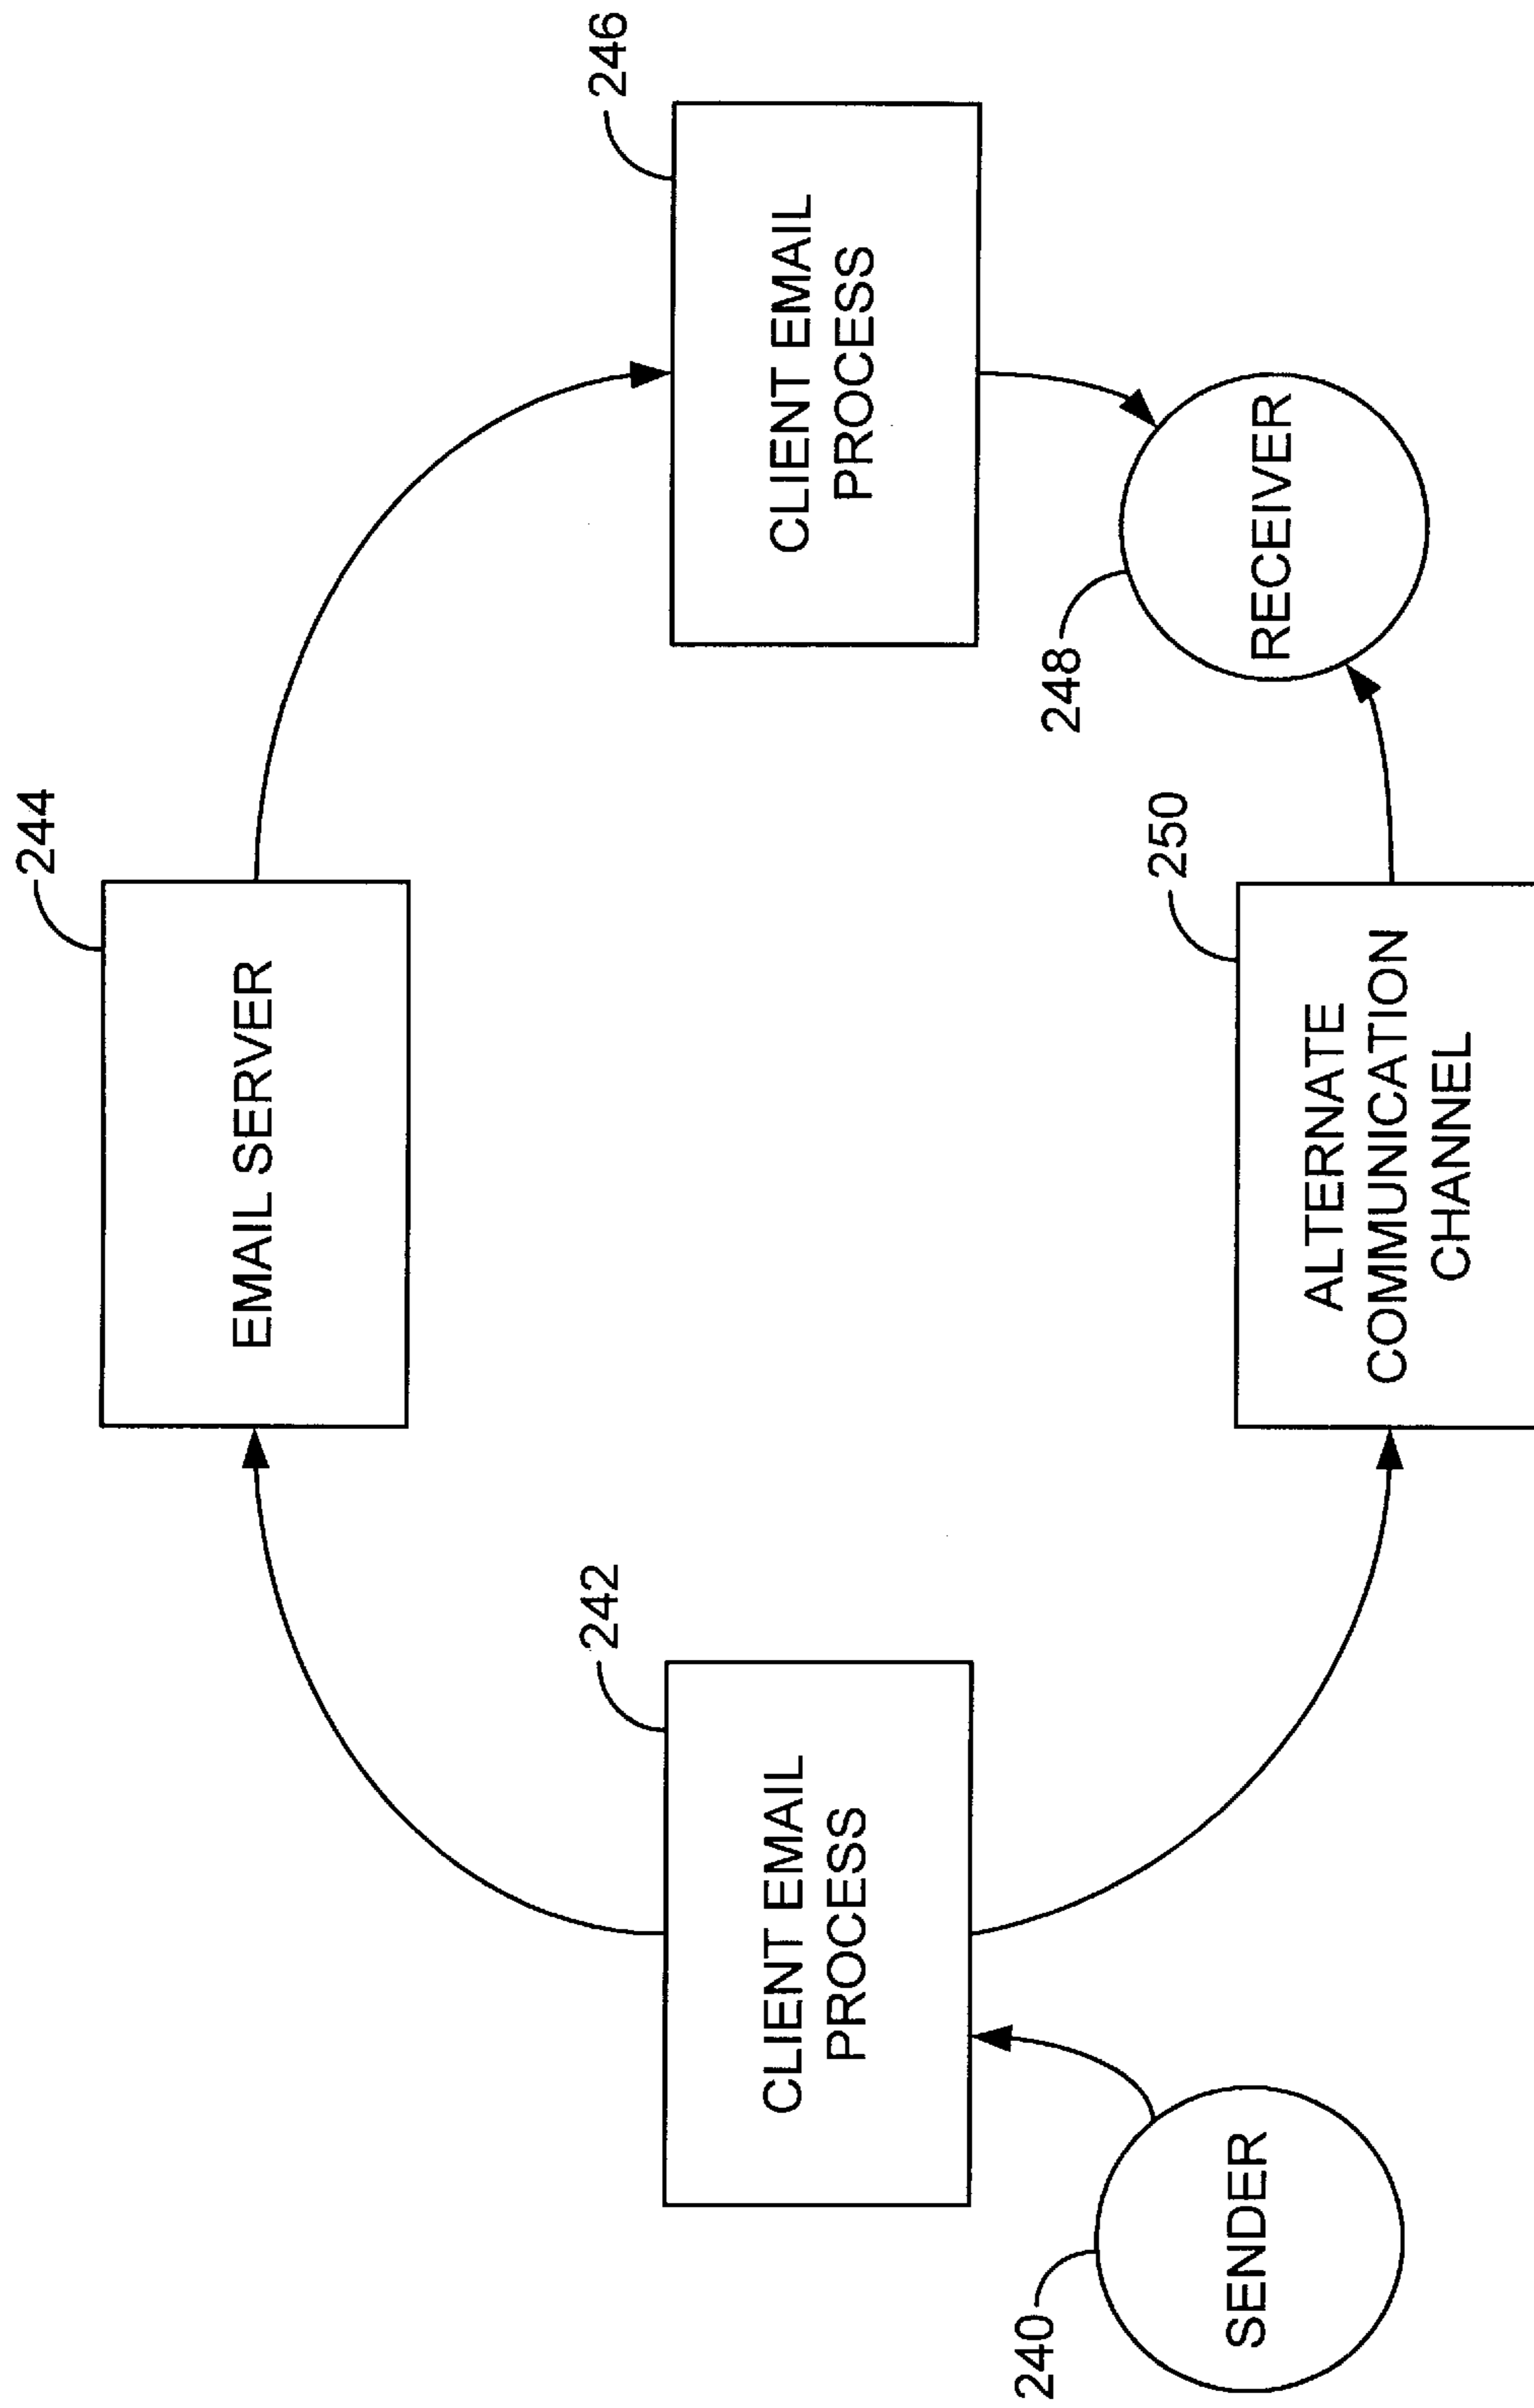 244
EMAIL SERVER
246
CLIENT EMAIL
PROCESS
242
CLIENT EMAIL
PROCESS
248
RECEIVER
250
ALTERNATE
COMMUNICATION
CHANNEL
240
SENDER